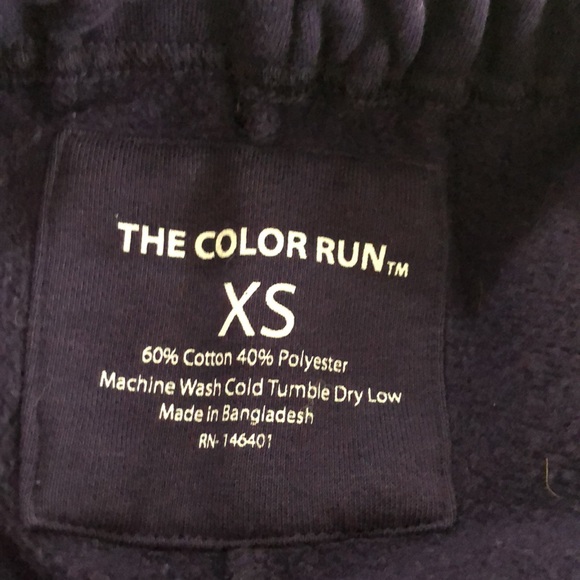 THE COLOR RUN™
XS
60% Cotton 40% Polyester
Machine Wash Cold Tumble Dry Low
Made in Bangladesh
RN-146401